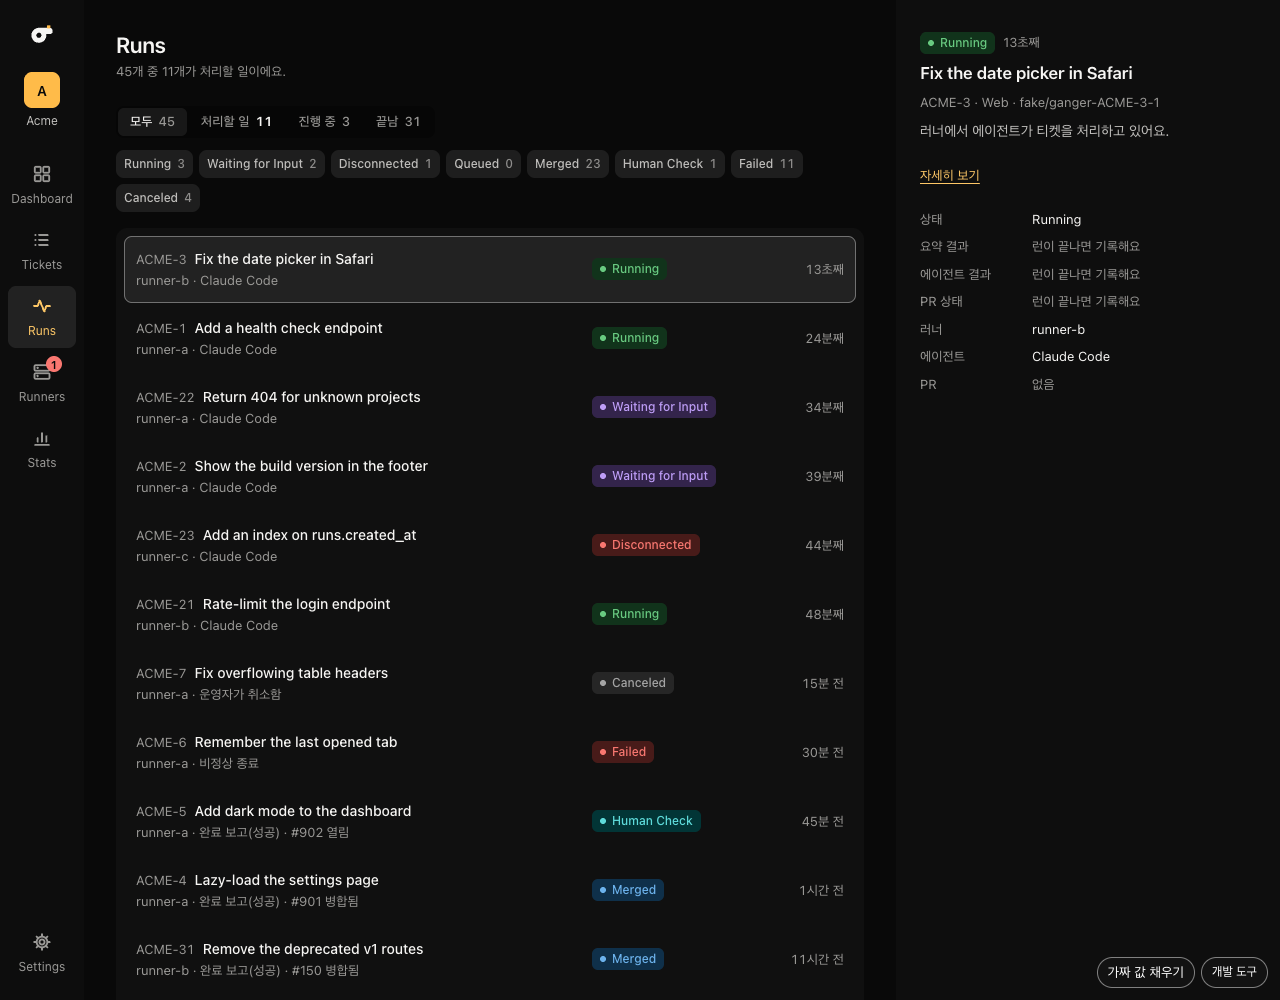 A
Acme
Dashboard
Tickets
Runs
1
Runners
Stats
Settings
Runs
45개 중 11개가 처리할 일이에요.
모두 45 처리할 일 11 진행 중 3 끝남 31
Running 3 Waiting for Input 2 Disconnected 1 Queued 0 Merged 23 Human Check 1 Failed 11
Canceled 4
ACME-3 Fix the date picker in Safari
runner-b · Claude Code
Running
13초째
ACME-1 Add a health check endpoint
runner-a · Claude Code
Running
24분째
ACME-22 Return 404 for unknown projects
runner-a · Claude Code
Waiting for Input
34분째
ACME-2 Show the build version in the footer
runner-a · Claude Code
Waiting for Input
39분째
ACME-23 Add an index on runs.created_at
runner-c · Claude Code
Disconnected
44분째
ACME-21 Rate-limit the login endpoint
runner-b · Claude Code
Running
48분째
ACME-7 Fix overflowing table headers
runner-a · 운영자가 취소함
Canceled
15분 전
ACME-6 Remember the last opened tab
runner-a · 비정상 종료
Failed
30분 전
ACME-5 Add dark mode to the dashboard
runner-a · 완료 보고(성공) · #902 열림
Human Check
45분 전
ACME-4 Lazy-load the settings page
runner-a · 완료 보고(성공) · #901 병합됨
Merged
1시간 전
ACME-31 Remove the deprecated v1 routes
runner-b · 완료 보고(성공) · #150 병합됨
Merged
11시간 전
Running 13초째
Fix the date picker in Safari
ACME-3 · Web · fake/ganger-ACME-3-1
러너에서 에이전트가 티켓을 처리하고 있어요.
자세히 보기
상태 Running
요약 결과 런이 끝나면 기록해요
에이전트 결과 런이 끝나면 기록해요
PR 상태 런이 끝나면 기록해요
러너 runner-b
에이전트 Claude Code
PR 없음
가짜 값 채우기 개발 도구